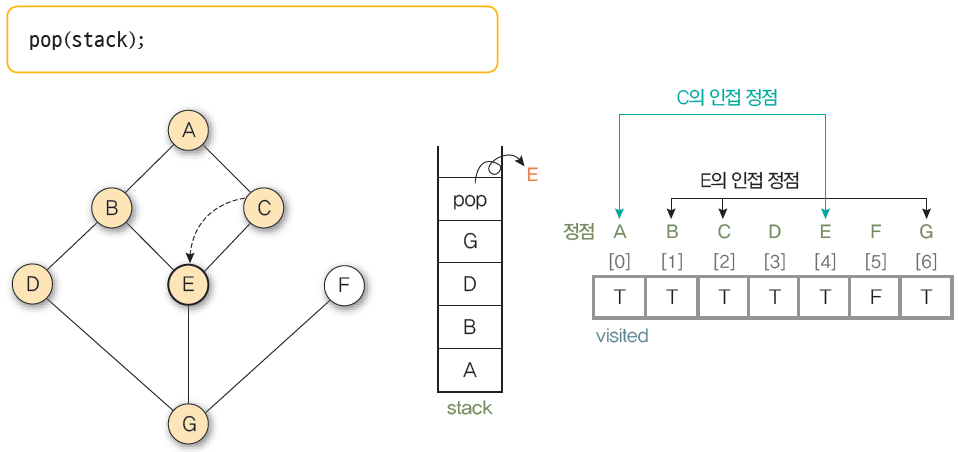 pop(stack);
A
B
C
D
E
F
G
E
pop
G
D
B
A
stack
C의 인접 정점
E의 인접 정점
정점 A B C D E F G
[0] [1] [2] [3] [4] [5] [6]
T T T T T F T
visited